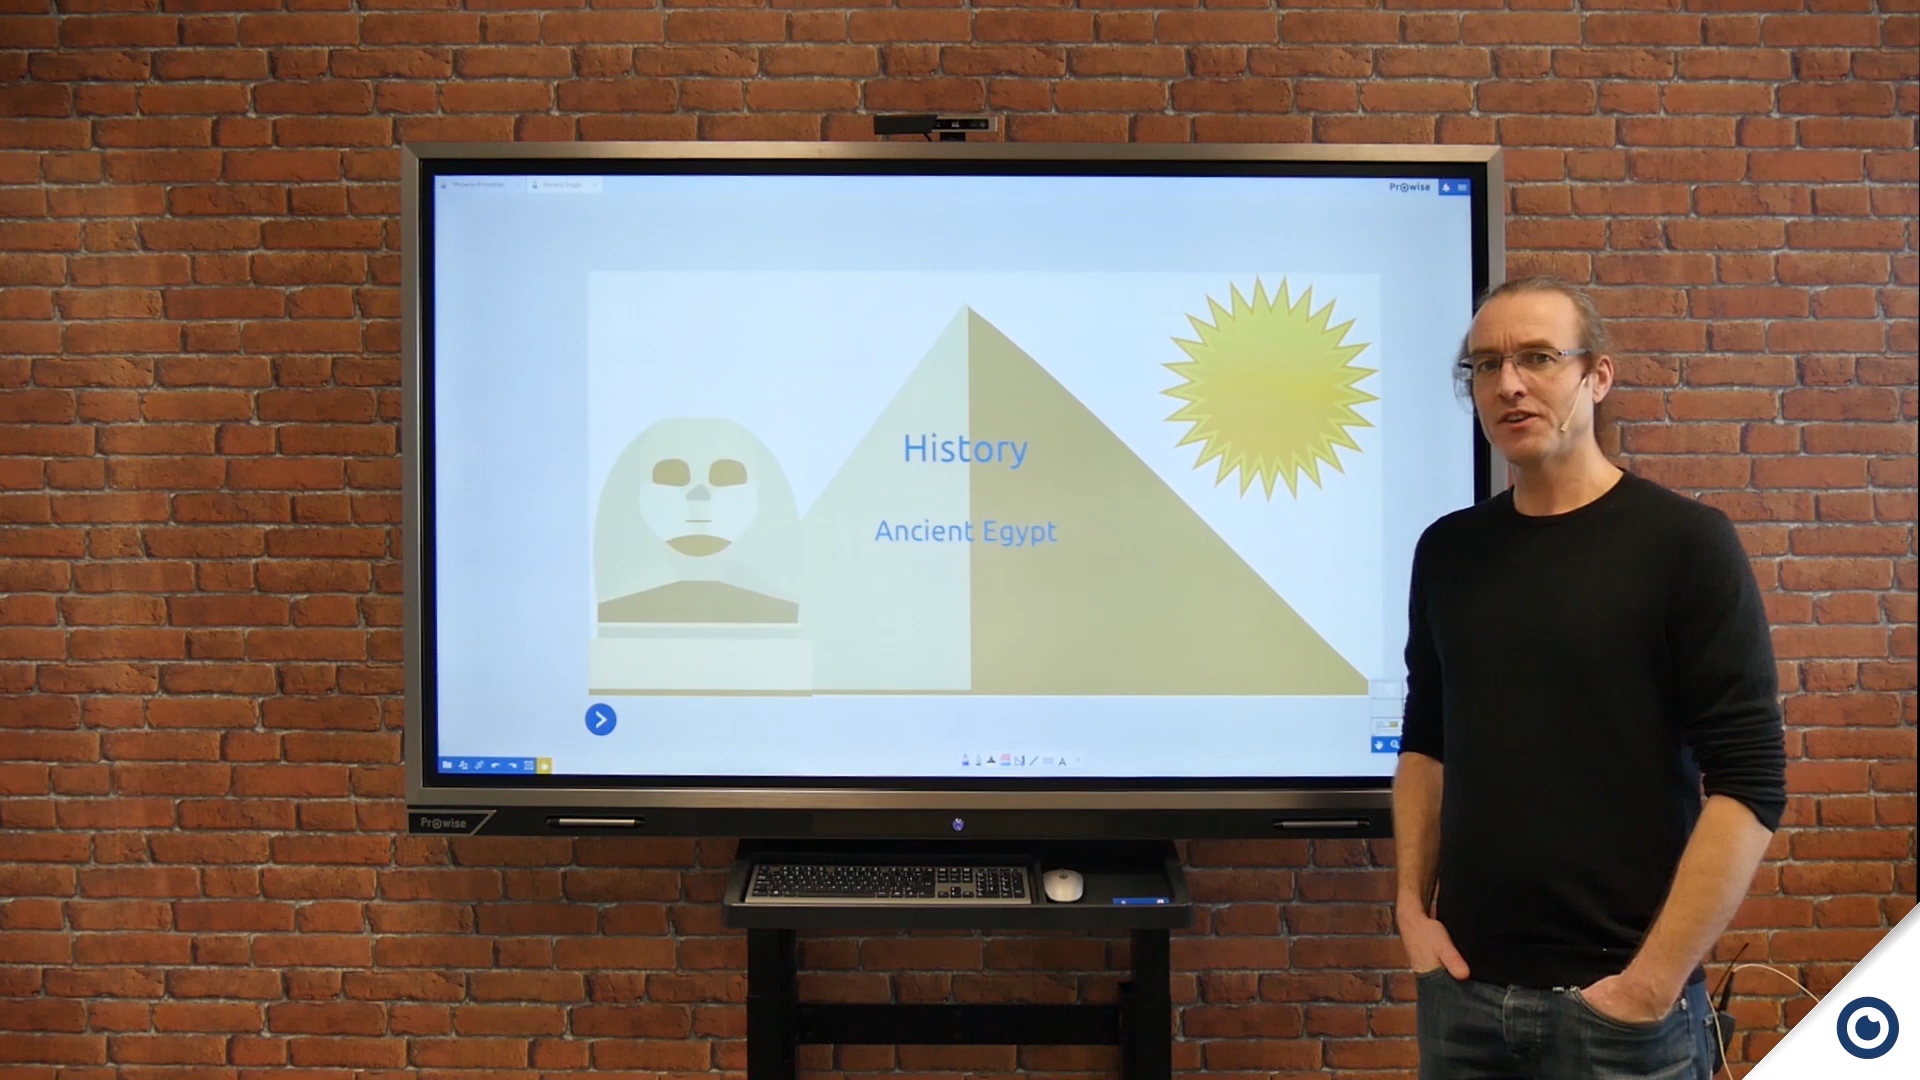 Prowise
History
Ancient Egypt
A
Prowise